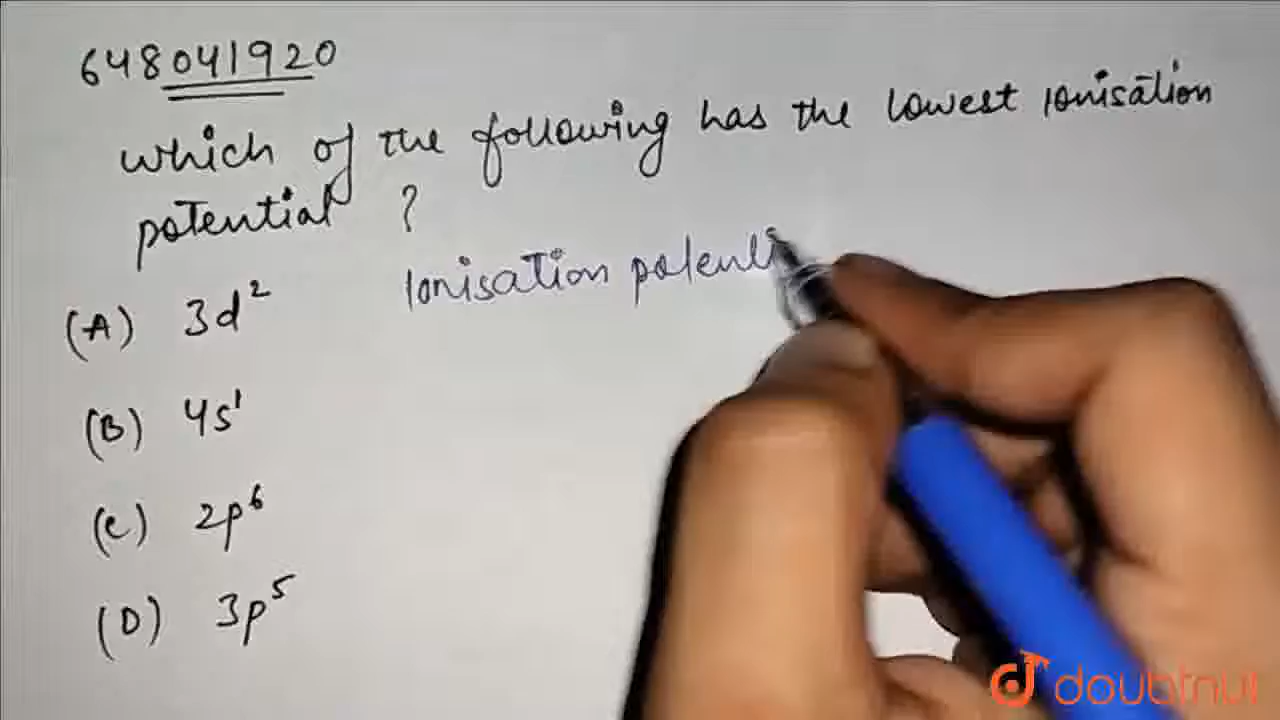 648041920
which of the following has the lowest ionisation
potential ?
Ionisation potenti
(A) 3d²
(B) 4s¹
(C) 2p⁶
(D) 3p⁵
doubtnut